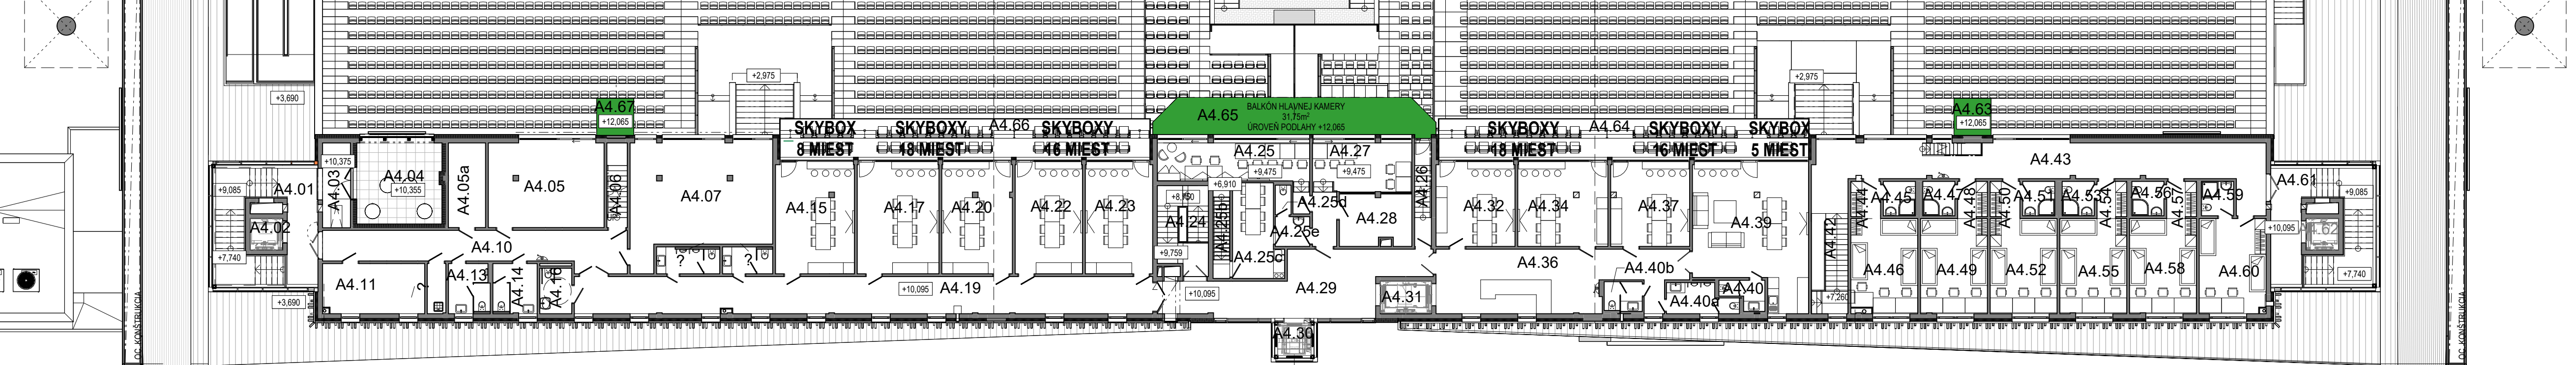 +2,975
+2,975
+3,690
A4.67
+12,065
A4.65
BALKÓN HLAVNEJ KAMERY
31,75m²
ÚROVEŇ PODLAHY +12,065
A4.63
+12,065
SKYBOX
SKYBOXY
A4.66
SKYBOXY
SKYBOXY
A4.64
SKYBOXY
SKYBOX
8 MIEST
18 MIEST
16 MIEST
18 MIEST
16 MIEST
5 MIEST
+10,375
A4.25
A4.27
+9,475
+9,475
A4.43
+9,085
A4.01
A4.03
A4.04
+10,355
A4.05a
A4.05
A4.06
A4.07
+6,910
A4.26
A4.61
+9,085
A4.15
A4.17
A4.20
A4.22
A4.23
A4.24
A4.25b
A4.25d
A4.28
A4.32
A4.34
A4.37
A4.39
A4.42
A4.44
A4.45
A4.47
A4.48
A4.50
A4.51
A4.53
A4.54
A4.56
A4.57
A4.59
A4.02
A4.25e
+10,095
A4.62
A4.10
+7,740
+9,759
A4.25c
A4.36
A4.40b
A4.46
A4.49
A4.52
A4.55
A4.58
A4.60
+7,740
A4.11
?
A4.13
A4.14
A4.16
?
?
+10,095
A4.19
+10,095
A4.29
A4.31
A4.40a
A4.40
+7,260
+3,690
A4.30
OC. KONŠTRUKCIA
OC. KONŠTRUKCIA